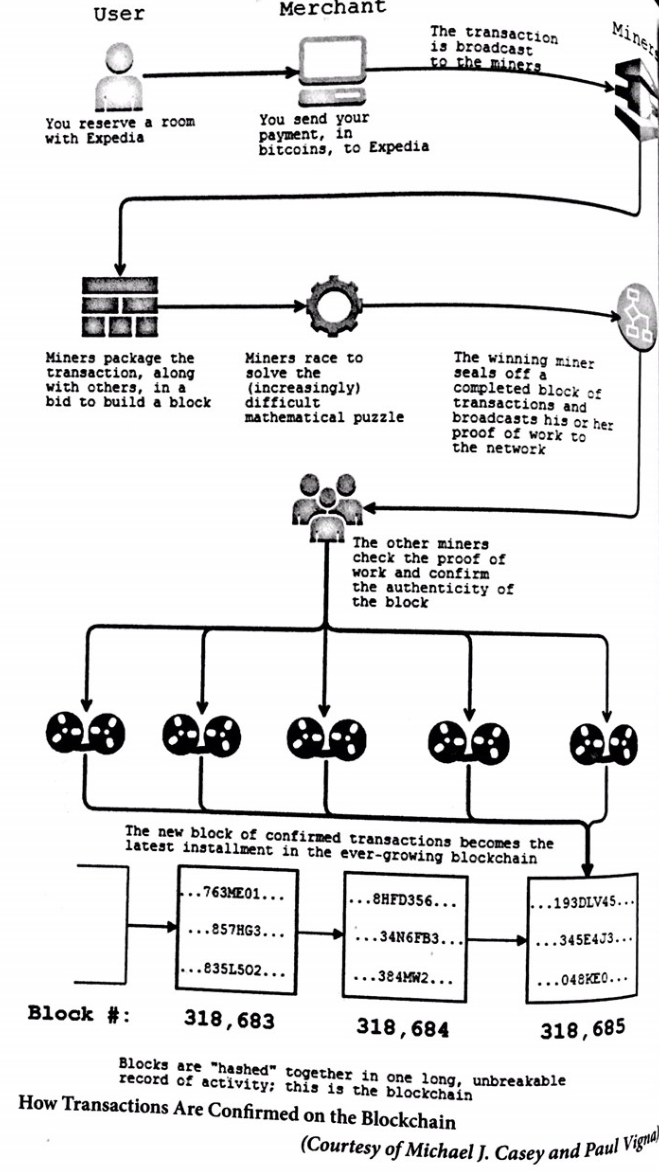 User
Merchant
The transaction
is broadcast
to the miners
Miners
You reserve a room
with Expedia
You send your
payment, in
bitcoins, to Expedia
Miners package the
transaction, along
with others, in a
bid to build a block
Miners race to
solve the
(increasingly)
difficult
mathematical puzzle
The winning miner
seals off a
completed block of
transactions and
broadcasts his or her
proof of work to
the network
The other miners
check the proof of
work and confirm
the authenticity of
the block
The new block of confirmed transactions becomes the
latest installment in the ever-growing blockchain
...763ME01...
...857HG3...
...835L5O2...
...8HFD356...
...34N6FB3...
...384MW2...
...193DLV45...
...345E4J3...
...048KE0...
Block #:
318,683
318,684
318,685
Blocks are "hashed" together in one long, unbreakable
record of activity; this is the blockchain
How Transactions Are Confirmed on the Blockchain
(Courtesy of Michael J. Casey and Paul Vigna)